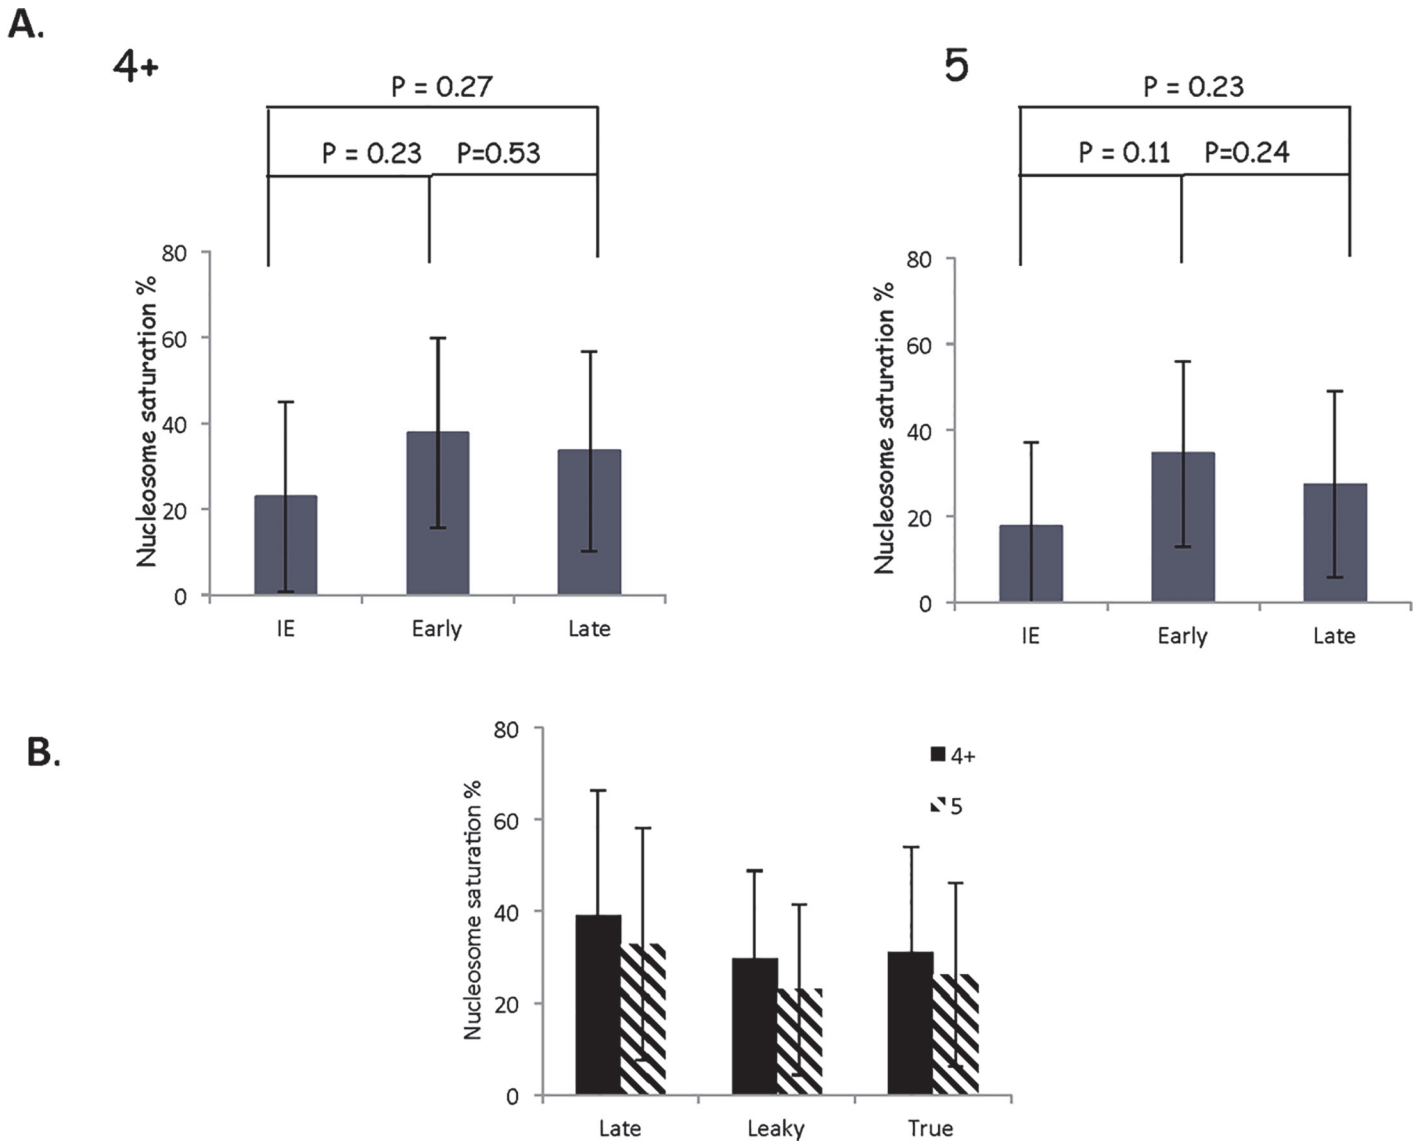 A.
4+
P = 0.27
P = 0.23 P=0.53
Nucleosome saturation %
80
60
40
20
0
IE Early Late
5
P = 0.23
P = 0.11 P=0.24
Nucleosome saturation %
80
60
40
20
0
IE Early Late
B.
Nucleosome saturation %
80
60
40
20
0
Late Leaky True
4+
5